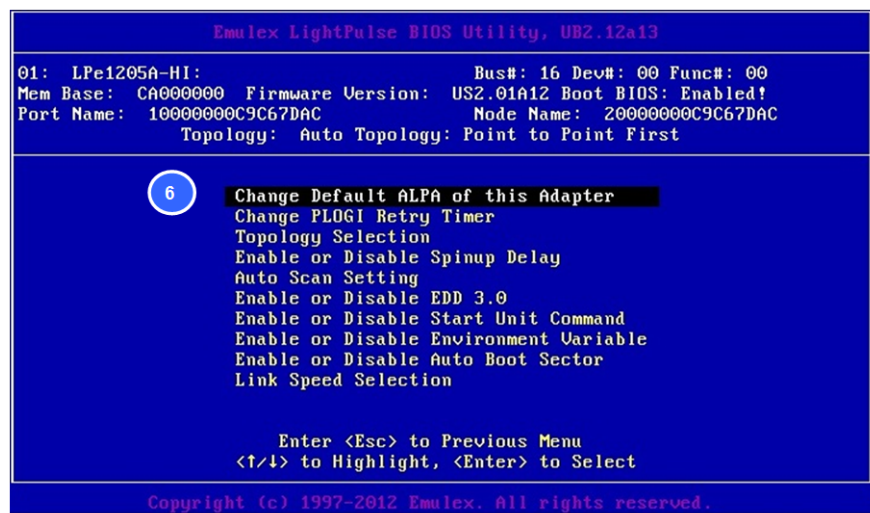 Emulex LightPulse BIOS Utility, UB2.12a13
01: LPe1205A-HI: Bus#: 16 Dev#: 00 Func#: 00
Mem Base: CA000000 Firmware Version: US2.01A12 Boot BIOS: Enabled!
Port Name: 10000000C9C67DAC Node Name: 20000000C9C67DAC
Topology: Auto Topology: Point to Point First
6
Change Default ALPA of this Adapter
Change PLOGI Retry Timer
Topology Selection
Enable or Disable Spinup Delay
Auto Scan Setting
Enable or Disable EDD 3.0
Enable or Disable Start Unit Command
Enable or Disable Environment Variable
Enable or Disable Auto Boot Sector
Link Speed Selection
Enter <Esc> to Previous Menu
<↑/↓> to Highlight, <Enter> to Select
Copyright (c) 1997-2012 Emulex. All rights reserved.